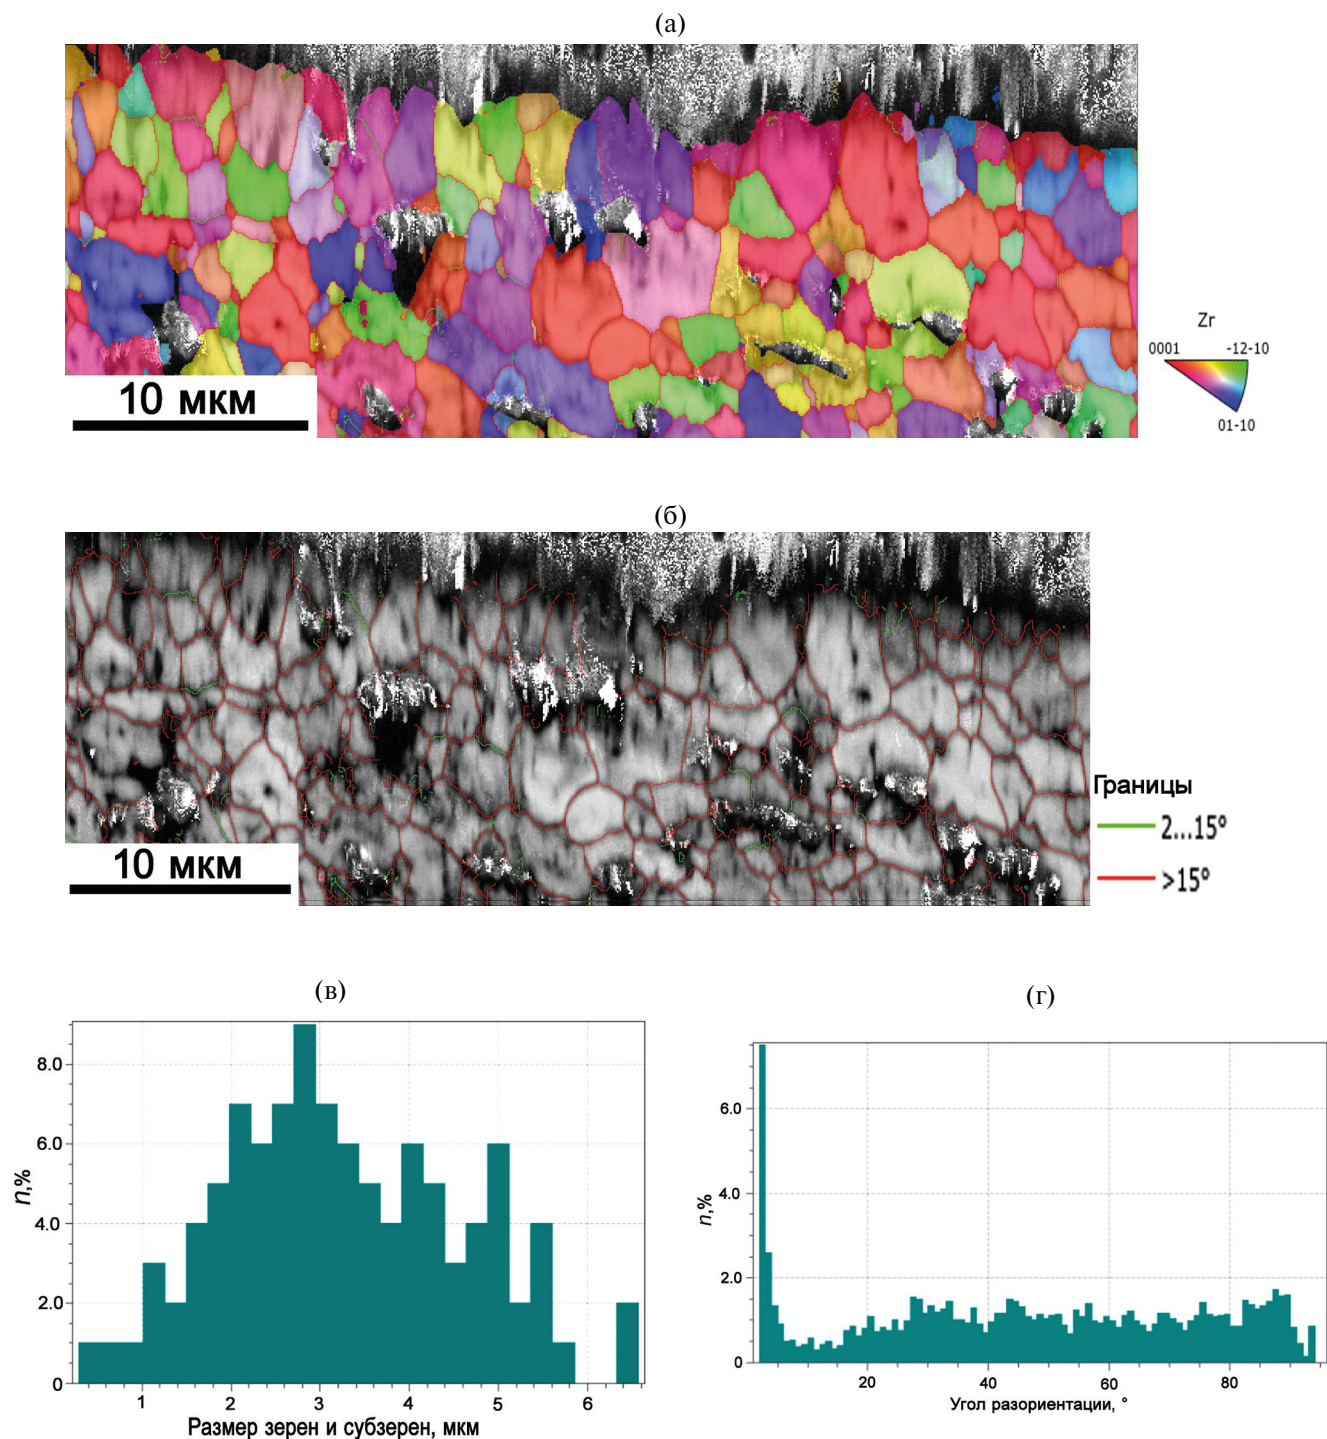 (а)
Zr
0001
-12-10
01-10
10 мкм
(б)
Границы
2...15°
>15°
10 мкм
(в)
n,%
8.0
6.0
4.0
2.0
0
1 2 3 4 5 6
Размер зерен и субзерен, мкм
(г)
n,%
6.0
4.0
2.0
0
20 40 60 80
Угол разориентации, °